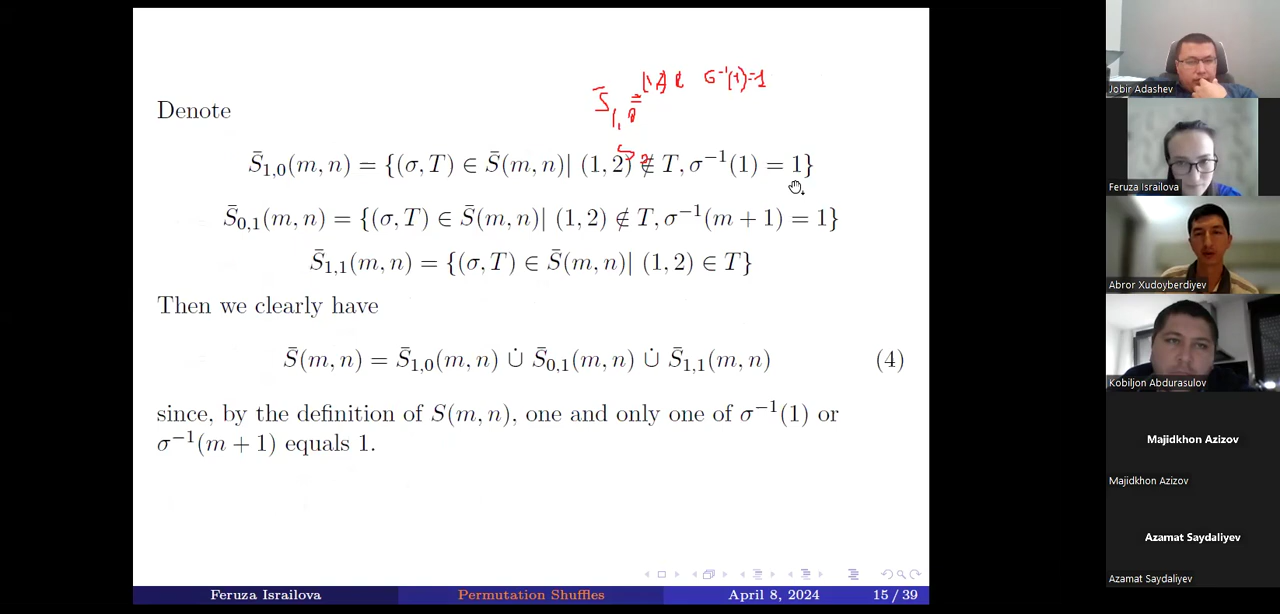 Denote
S̄₁,₀(m, n) = {(σ, T) ∈ S̄(m, n)| (1, 2) ∉ T, σ⁻¹(1) = 1}
S̄₀,₁(m, n) = {(σ, T) ∈ S̄(m, n)| (1, 2) ∉ T, σ⁻¹(m + 1) = 1}
S̄₁,₁(m, n) = {(σ, T) ∈ S̄(m, n)| (1, 2) ∈ T}
Then we clearly have
S̄(m, n) = S̄₁,₀(m, n) ∪̇ S̄₀,₁(m, n) ∪̇ S̄₁,₁(m, n) (4)
since, by the definition of S(m, n), one and only one of σ⁻¹(1) or
σ⁻¹(m + 1) equals 1.
Feruza Israilova Permutation Shuffles April 8, 2024 15 / 39
Jobir Adashev
Feruza Israilova
Abror Xudoyberdiyev
Kobiljon Abdurasulov
Majidkhon Azizov
Majidkhon Azizov
Azamat Saydaliyev
Azamat Saydaliyev